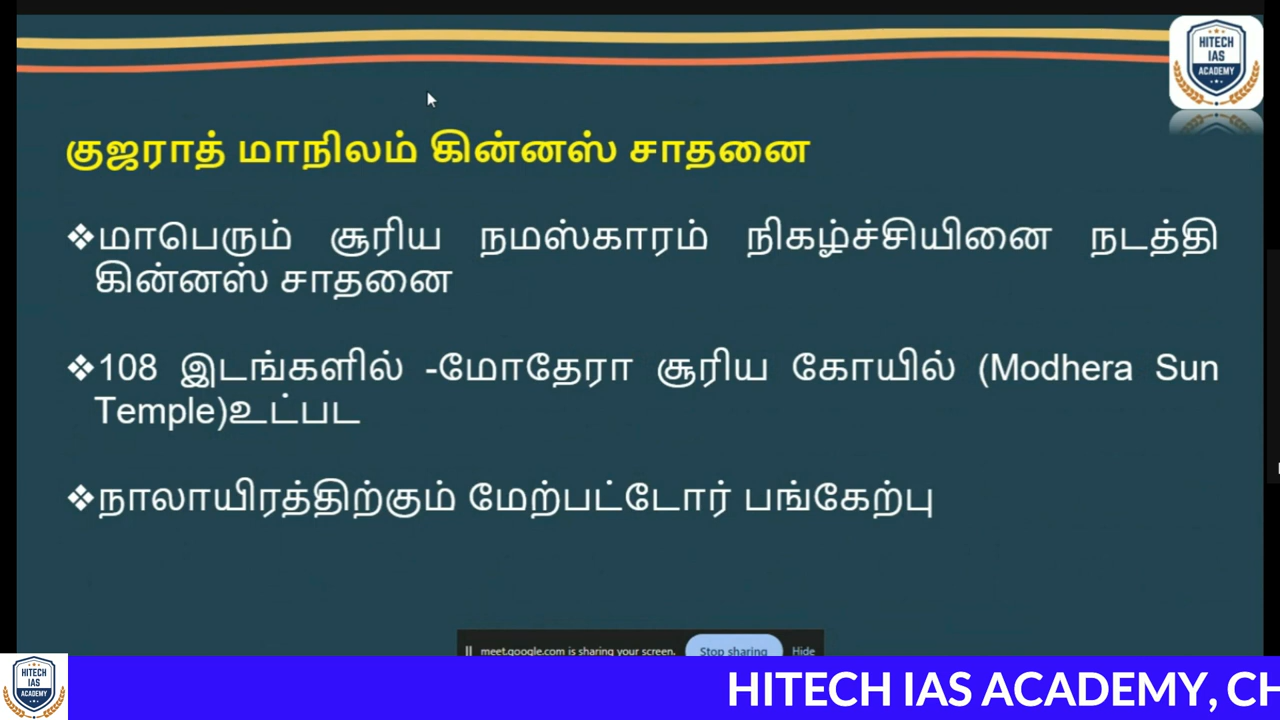 HITECH
IAS
ACADEMY
குஜராத் மாநிலம் கின்னஸ் சாதனை
❖மாபெரும் சூரிய நமஸ்காரம் நிகழ்ச்சியினை நடத்தி
கின்னஸ் சாதனை
❖108 இடங்களில் -மோதேரா சூரிய கோயில் (Modhera Sun
Temple)உட்பட
❖நாலாயிரத்திற்கும் மேற்பட்டோர் பங்கேற்பு
meet.google.com is sharing your screen. Stop sharing Hide
HITECH
IAS
ACADEMY
HITECH IAS ACADEMY, CH